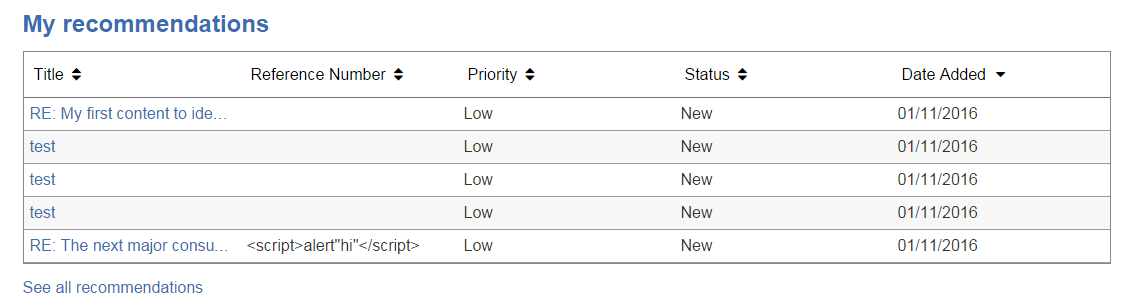 My recommendations
Title Reference Number Priority Status Date Added
RE: My first content to ide... Low New 01/11/2016
test Low New 01/11/2016
test Low New 01/11/2016
test Low New 01/11/2016
RE: The next major consu... <script>alert"hi"</script> Low New 01/11/2016
See all recommendations